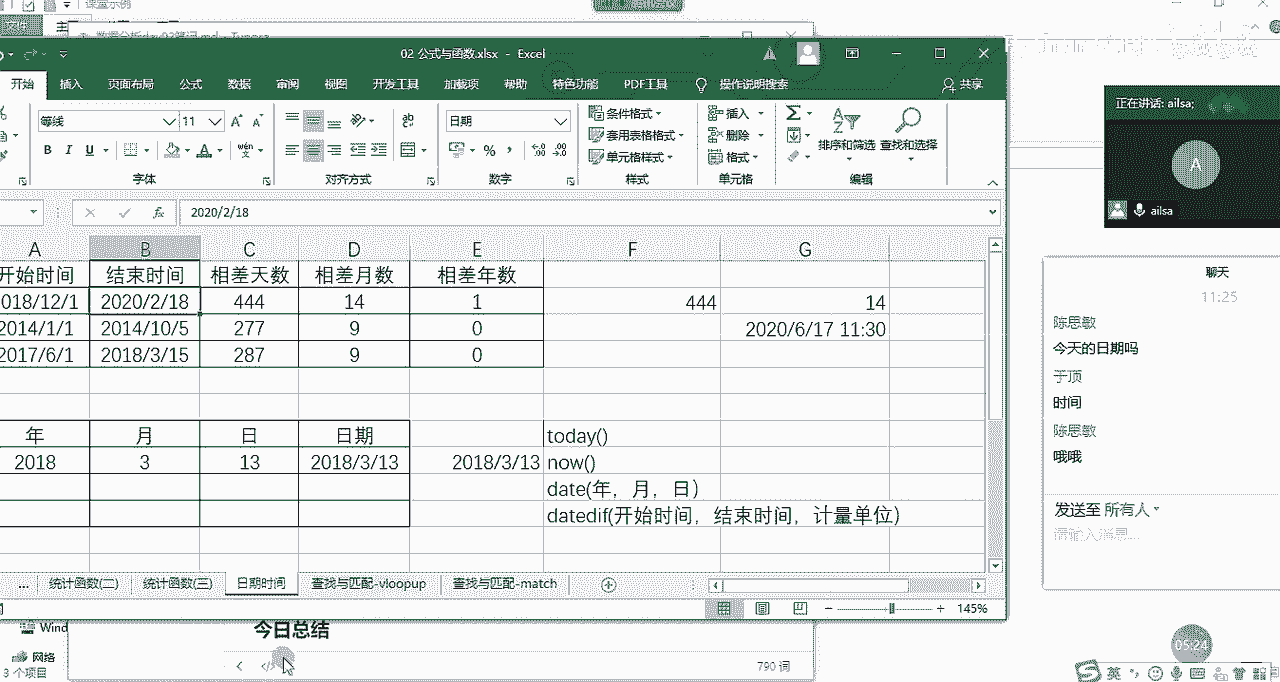 02 公式与函数.xlsx - Excel
开始 插入 页面布局 公式 数据 审阅 视图 开发工具 加载项 帮助 特色功能 PDF工具 操作说明搜索 共享
等线 11 日期 条件格式 插入
套用表格格式 删除 排序和筛选 查找和选择
B I U 单元格样式 格式
字体 对齐方式 数字 样式 单元格 编辑
2020/2/18
A B C D E F G
开始时间 结束时间 相差天数 相差月数 相差年数
018/12/1 2020/2/18 444 14 1 444 14
2014/1/1 2014/10/5 277 9 0 2020/6/17 11:30
2017/6/1 2018/3/15 287 9 0
年 月 日 日期 today()
2018 3 13 2018/3/13 2018/3/13 now()
date(年，月，日)
datedif(开始时间，结束时间，计量单位)
... 统计函数(二) 统计函数(三) 日期时间 查找与匹配-vloopup 查找与匹配-match
145%
Wind
今日总结
网络
3 个项目
790 词
正在讲话: ailsa;
A
ailsa
聊天
11:25
陈思敏
今天的日期吗
于顶
时间
陈思敏
哦哦
发送至 所有人
请输入消息...
05:24
英